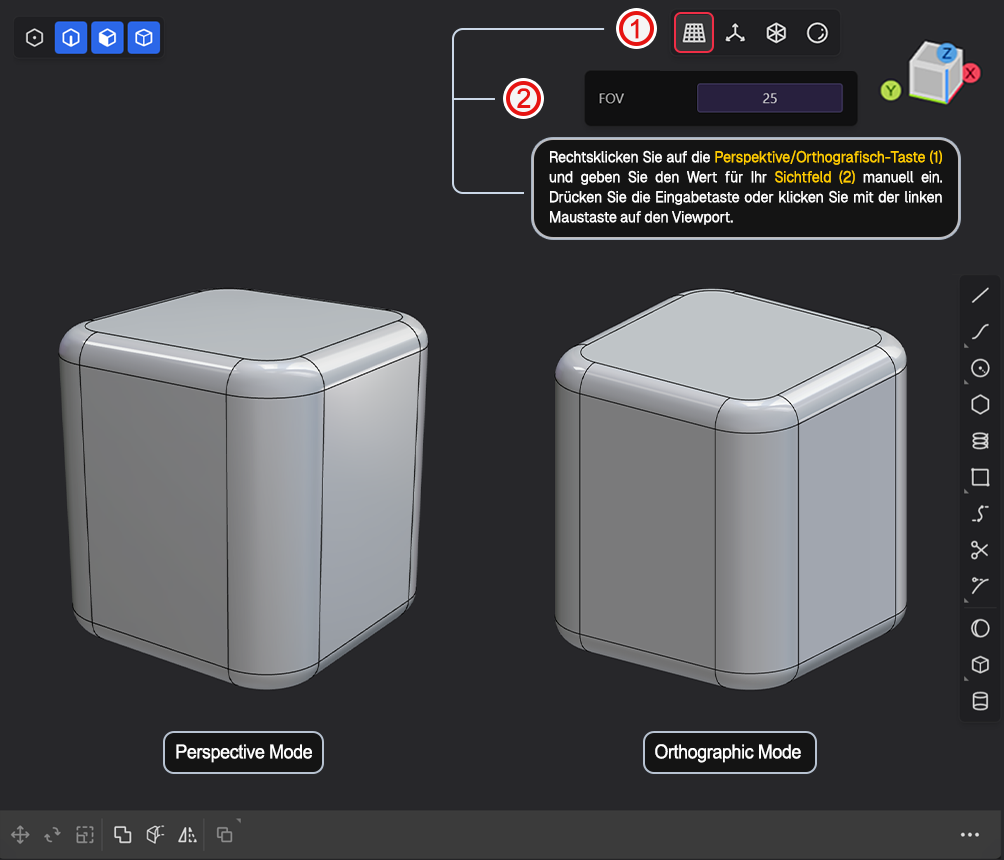 1
Z
X
Y
2
FOV
25
Rechtsklicken Sie auf die Perspektive/Orthografisch-Taste (1)
und geben Sie den Wert für Ihr Sichtfeld (2) manuell ein.
Drücken Sie die Eingabetaste oder klicken Sie mit der linken
Maustaste auf den Viewport.
Perspective Mode
Orthographic Mode